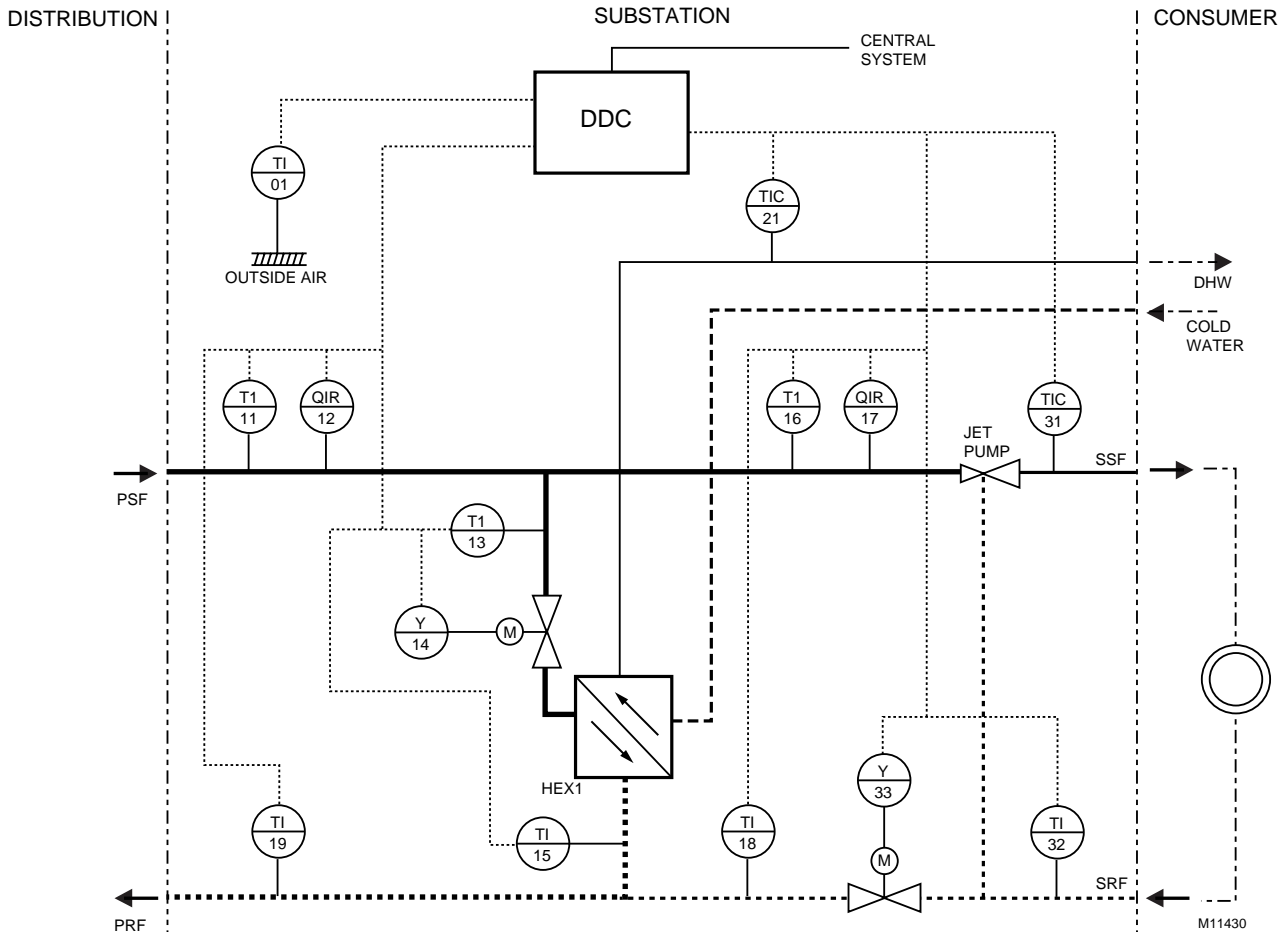 DISTRIBUTION
SUBSTATION
CONSUMER
CENTRAL
SYSTEM
DDC
TI
01
OUTSIDE AIR
TIC
21
DHW
COLD
WATER
T1
11
QIR
12
T1
16
QIR
17
TIC
31
JET
PUMP
SSF
PSF
T1
13
Y
14
M
HEX1
Y
33
M
TI
19
TI
15
TI
18
TI
32
SRF
PRF
M11430